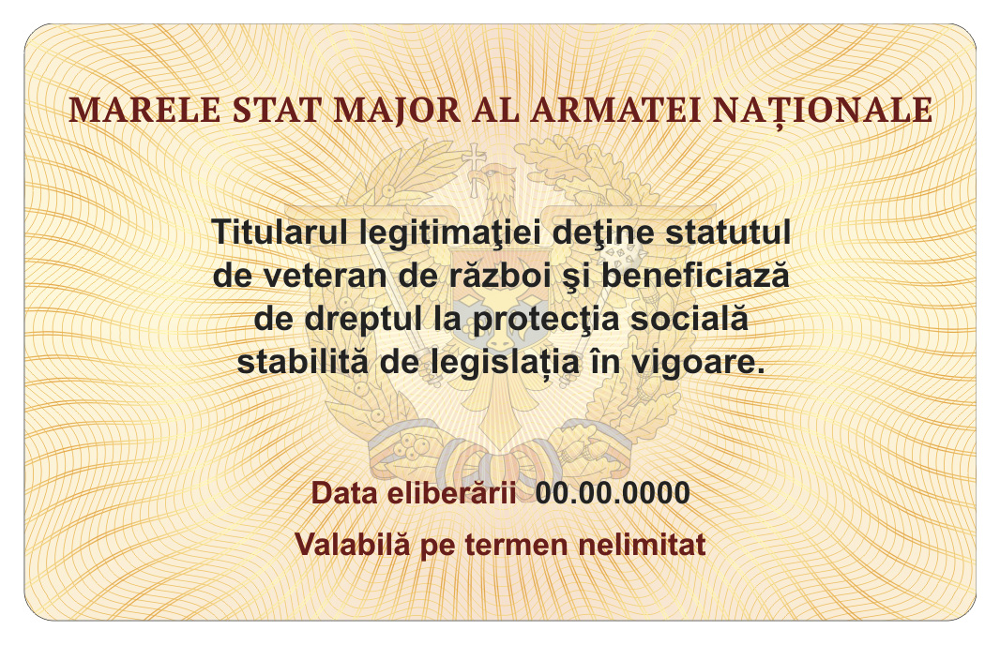 MARELE STAT MAJOR AL ARMATEI NAȚIONALE
Titularul legitimaţiei deţine statutul
de veteran de război şi beneficiază
de dreptul la protecţia socială
stabilită de legislația în vigoare.
Data eliberării 00.00.0000
Valabilă pe termen nelimitat